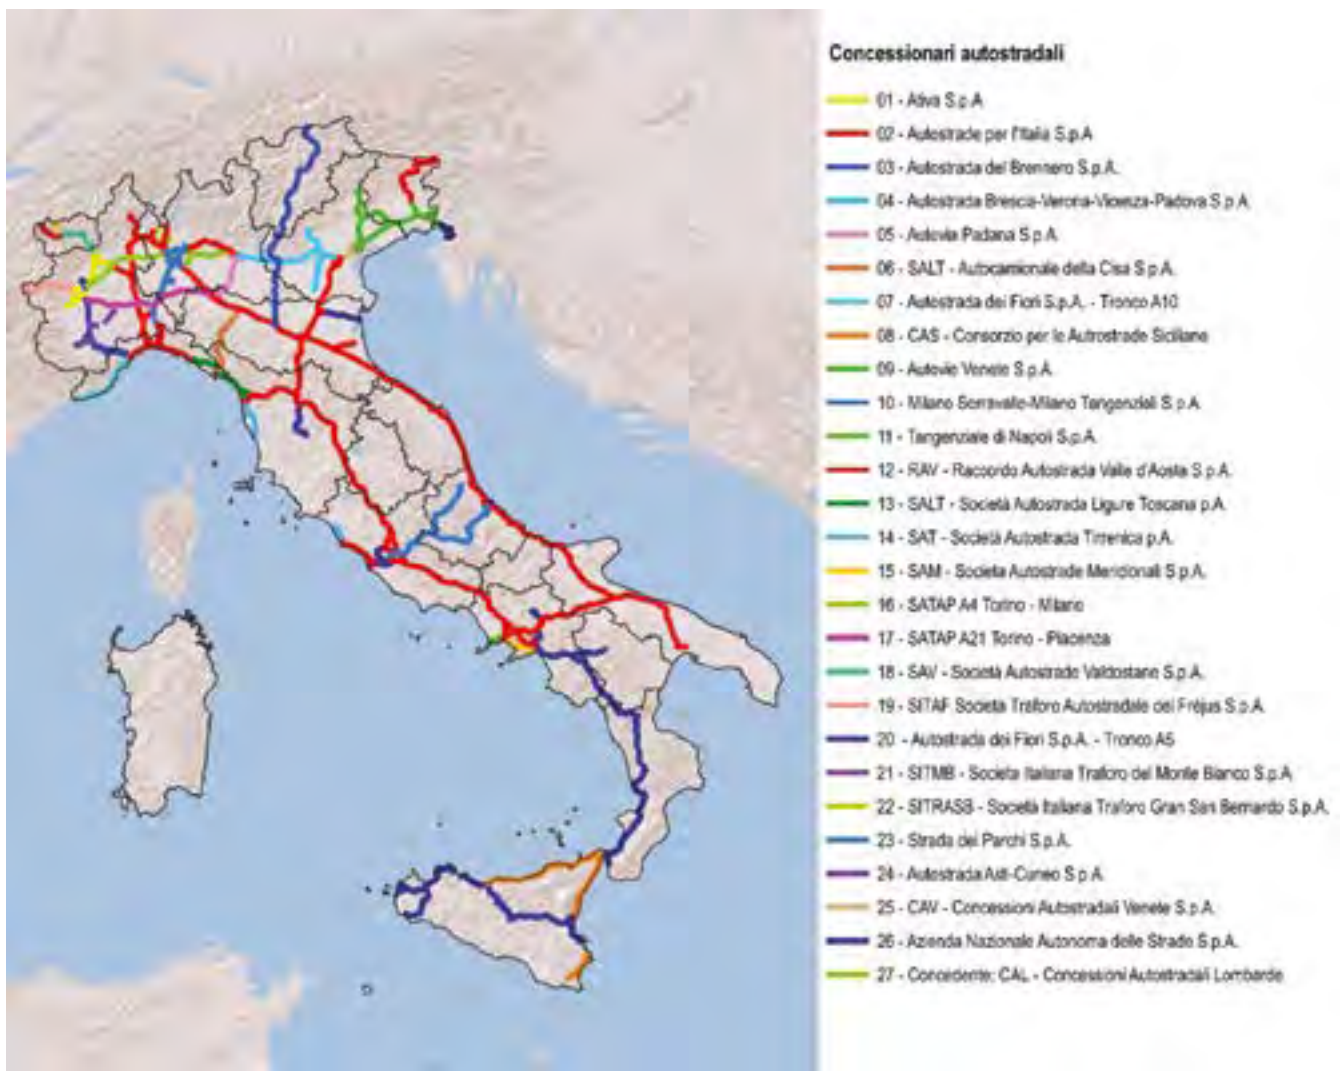 Concessionari autostradali
01 - Ativa S.p.A
02 - Autostrade per l'Italia S.p.A
03 - Autostrada del Brennero S.p.A.
04 - Autostrada Brescia-Verona-Vicenza-Padova S.p.A.
05 - Autovia Padana S.p.A.
06 - SALT - Autocamionale della Cisa S.p.A.
07 - Autostrada dei Fiori S.p.A. - Tronco A10
08 - CAS - Consorzio per le Autrostrade Siciliane
09 - Autovie Venete S.p.A.
10 - Milano Serravalle-Milano Tangenziali S.p.A.
11 - Tangenziale di Napoli S.p.A.
12 - RAV - Raccordo Autostrada Valle d'Aosta S.p.A.
13 - SALT - Società Autostrada Ligure Toscana p.A.
14 - SAT - Società Autostrada Tirrenica p.A.
15 - SAM - Societa Autostrade Meridionali S.p.A.
16 - SATAP A4 Torino - Milano
17 - SATAP A21 Torino - Piacenza
18 - SAV - Società Autostrade Valdostane S.p.A.
19 - SITAF Societa Traforo Autostradale del Fréjus S.p.A.
20 - Autostrada dei Fiori S.p.A. - Tronco A5
21 - SITMB - Societa Italiana Traforo del Monte Bianco S.p.A
22 - SITRASB - Società Italiana Traforo Gran San Bernardo S.p.A.
23 - Strada dei Parchi S.p.A.
24 - Autostrada Asti-Cuneo S.p.A.
25 - CAV - Concessioni Autostradali Venete S.p.A.
26 - Azienda Nazionale Autonoma delle Strade S.p.A.
27 - Concedente: CAL - Concessioni Autostradali Lombarde